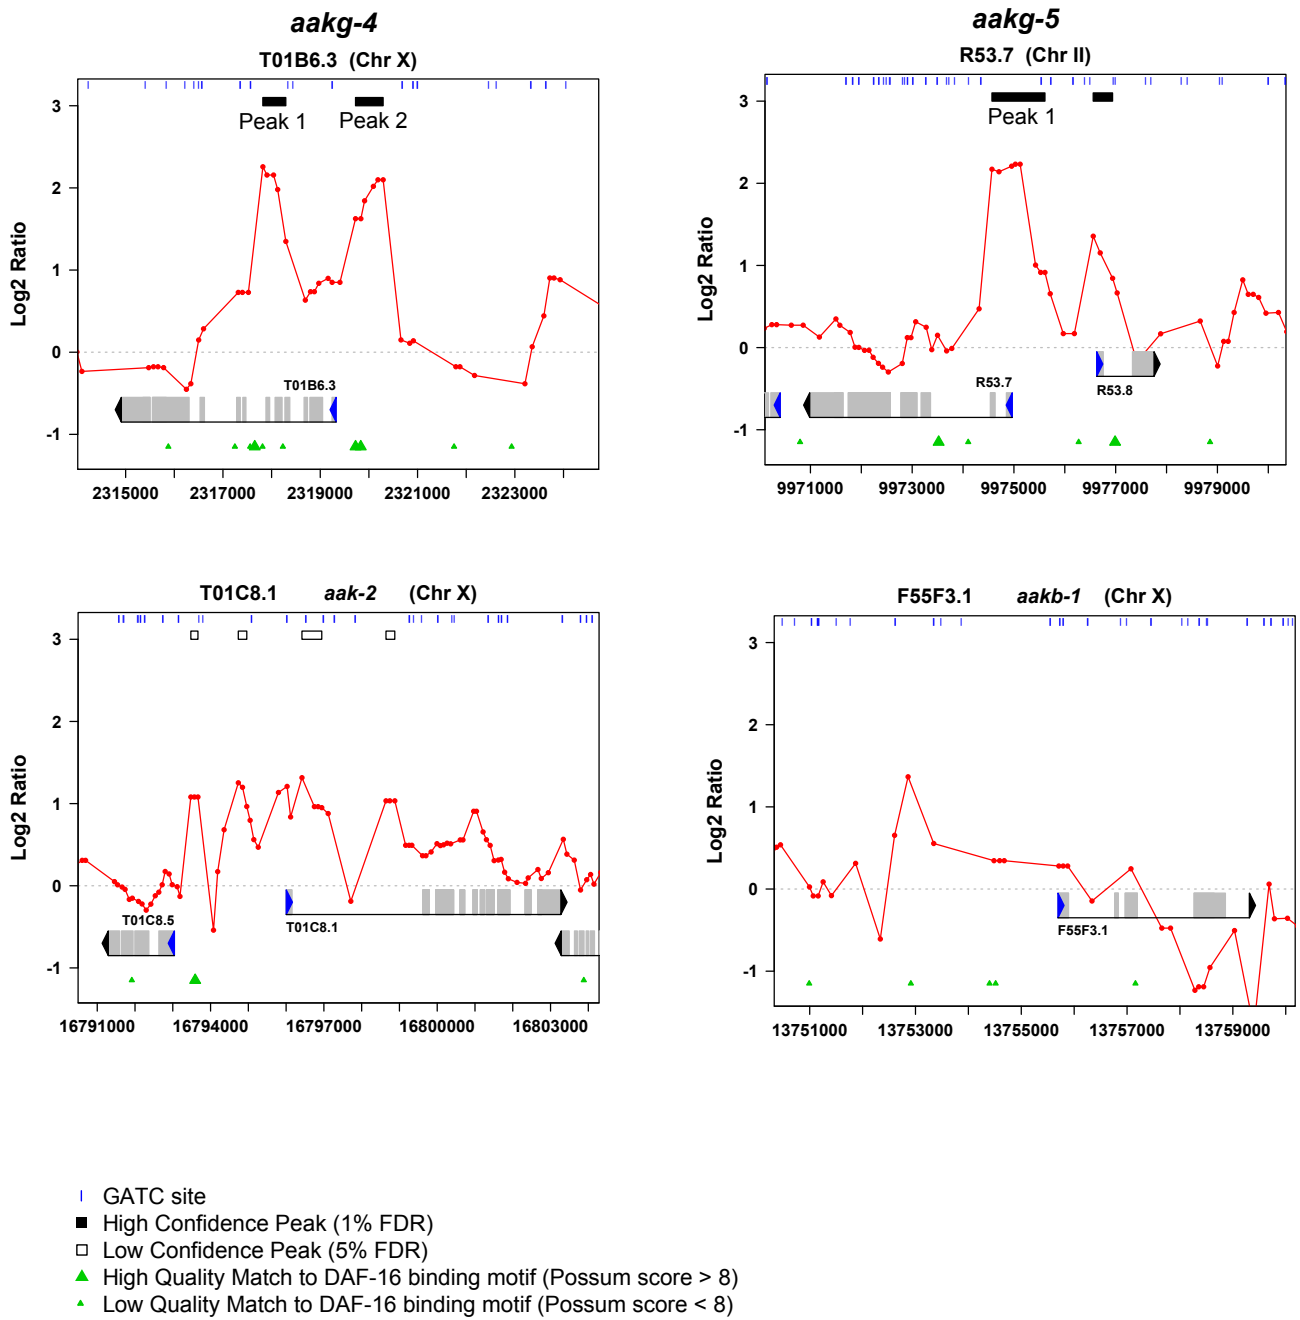 aakg-4
T01B6.3 (Chr X)
3
2
1
0
-1
Log2 Ratio
Peak 1
Peak 2
T01B6.3
2315000
2317000
2319000
2321000
2323000
aakg-5
R53.7 (Chr II)
3
2
1
0
-1
Log2 Ratio
Peak 1
R53.7
R53.8
9971000
9973000
9975000
9977000
9979000
T01C8.1 aak-2 (Chr X)
3
2
1
0
-1
Log2 Ratio
T01C8.5
T01C8.1
16791000
16794000
16797000
16800000
16803000
F55F3.1 aakb-1 (Chr X)
3
2
1
0
-1
Log2 Ratio
F55F3.1
13751000
13753000
13755000
13757000
13759000
GATC site
High Confidence Peak (1% FDR)
Low Confidence Peak (5% FDR)
High Quality Match to DAF-16 binding motif (Possum score > 8)
Low Quality Match to DAF-16 binding motif (Possum score < 8)